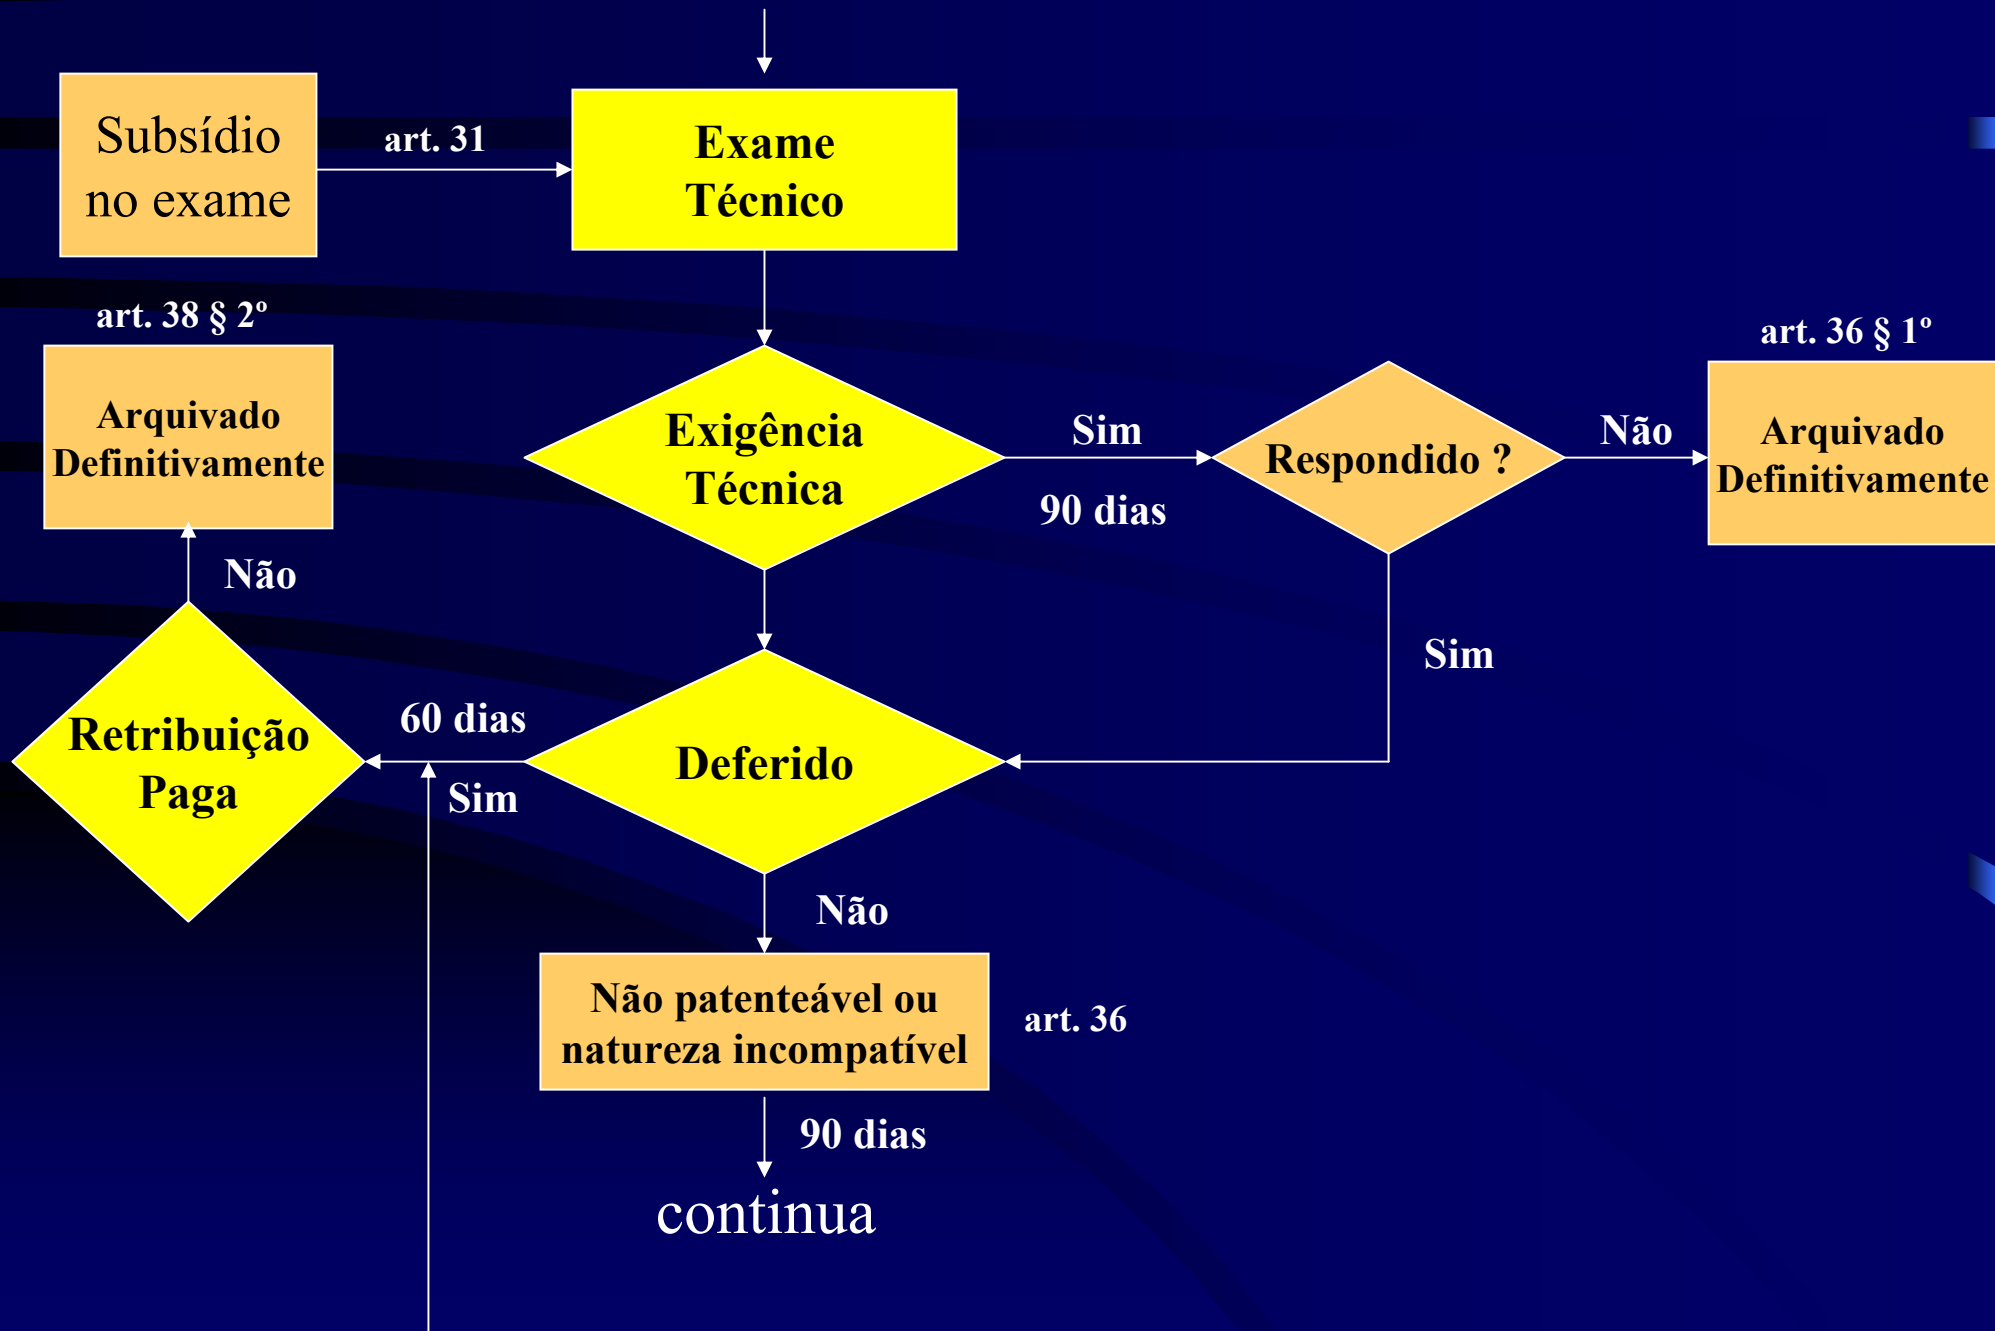 Subsídio
no exame
art. 31
Exame
Técnico
art. 38 § 2º
Arquivado
Definitivamente
Exigência
Técnica
Sim
90 dias
Respondido ?
Não
art. 36 § 1º
Arquivado
Definitivamente
Não
Sim
Retribuição
Paga
60 dias
Sim
Deferido
Não
Não patenteável ou
natureza incompatível
art. 36
90 dias
continua